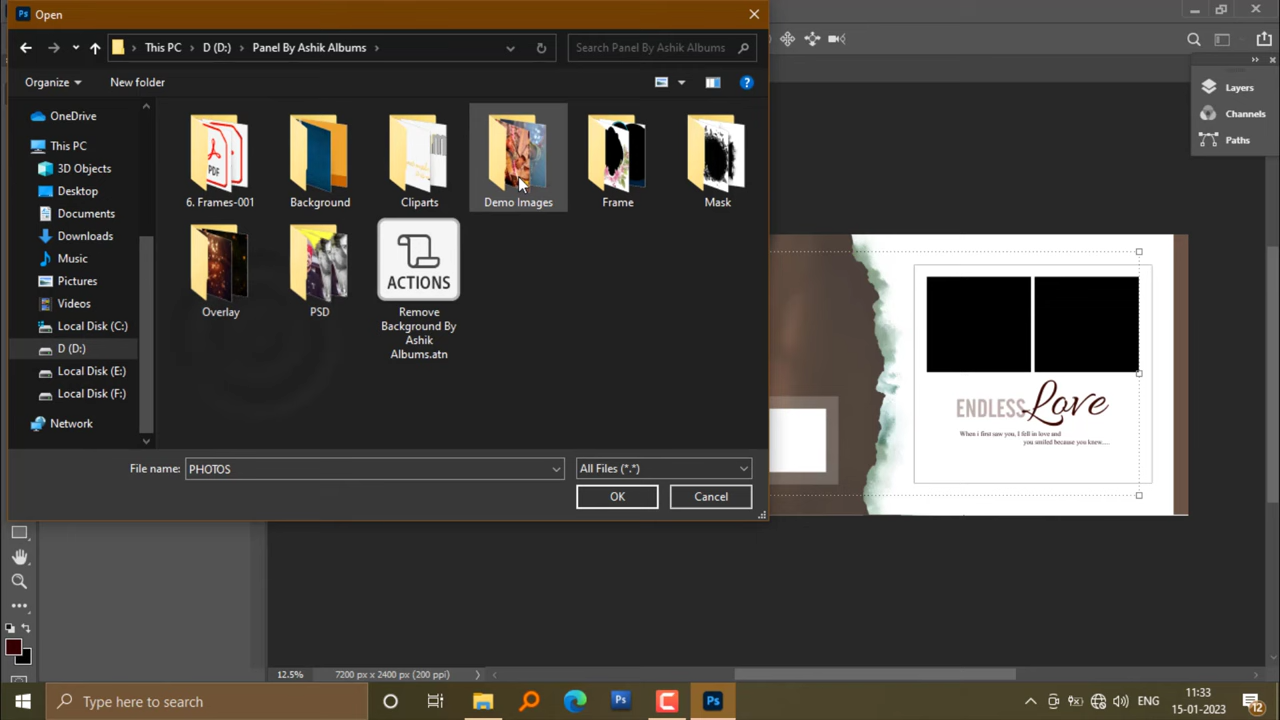 Open
This PC
D (D:)
Panel By Ashik Albums
Search Panel By Ashik Albums
Organize
New folder
OneDrive
This PC
3D Objects
Desktop
Documents
Downloads
Music
Pictures
Videos
Local Disk (C:)
D (D:)
Local Disk (E:)
Local Disk (F:)
Network
6. Frames-001
Background
Cliparts
Demo Images
Frame
Mask
Overlay
PSD
ACTIONS
Remove
Background By
Ashik
Albums.atn
File name:
PHOTOS
All Files (*.*)
OK
Cancel
Layers
Channels
Paths
ENDLESS Love
When i first saw you, I fell in love and
you smiled because you knew....
12.5%
7200 px x 2400 px (200 ppi)
Type here to search
ENG
11:33
15-01-2023
12